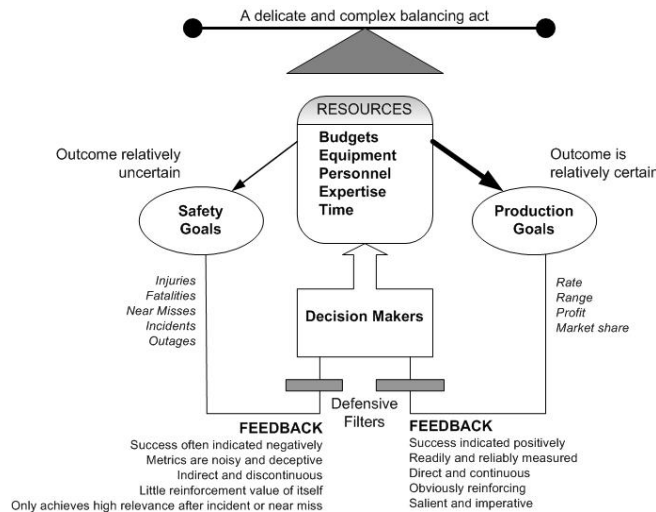 A delicate and complex balancing act
RESOURCES
Budgets
Equipment
Personnel
Expertise
Time
Outcome relatively
uncertain
Outcome is
relatively certain
Safety
Goals
Production
Goals
Injuries
Fatalities
Near Misses
Incidents
Outages
Rate
Range
Profit
Market share
Decision Makers
Defensive
Filters
FEEDBACK
Success often indicated negatively
Metrics are noisy and deceptive
Indirect and discontinuous
Little reinforcement value of itself
Only achieves high relevance after incident or near miss
FEEDBACK
Success indicated positively
Readily and reliably measured
Direct and continuous
Obviously reinforcing
Salient and imperative